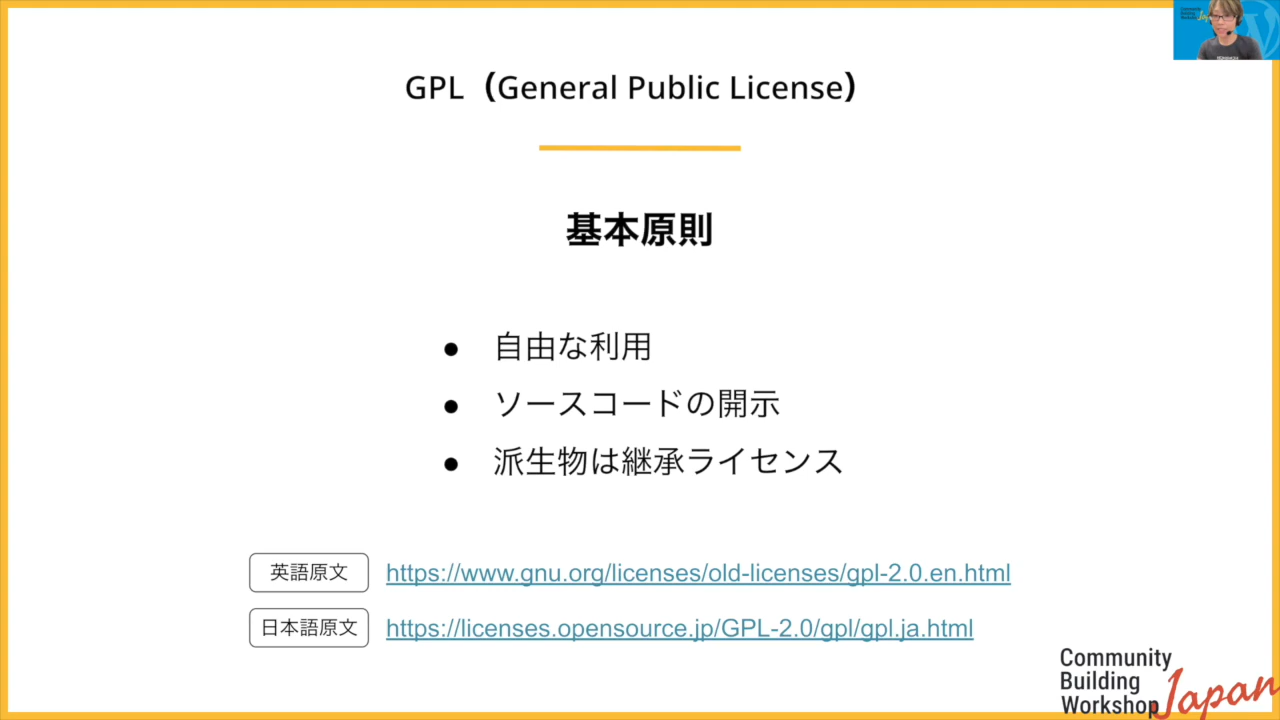 GPL（General Public License）
基本原則
● 自由な利用
● ソースコードの開示
● 派生物は継承ライセンス
英語原文 https://www.gnu.org/licenses/old-licenses/gpl-2.0.en.html
日本語原文 https://licenses.opensource.jp/GPL-2.0/gpl/gpl.ja.html
Community
Building
Workshop Japan